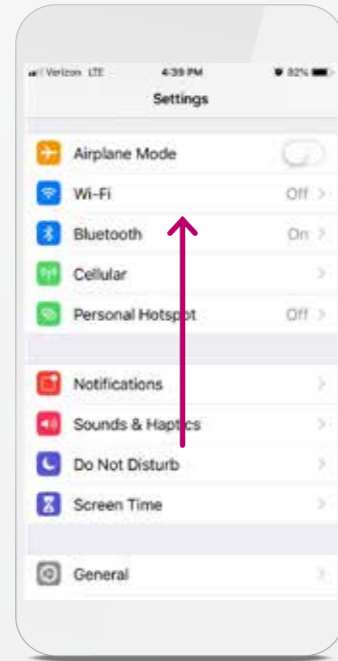 Verizon LTE 4:39 PM 82%
Settings
Airplane Mode
Wi-Fi Off
Bluetooth On
Cellular
Personal Hotspot Off
Notifications
Sounds & Haptics
Do Not Disturb
Screen Time
General